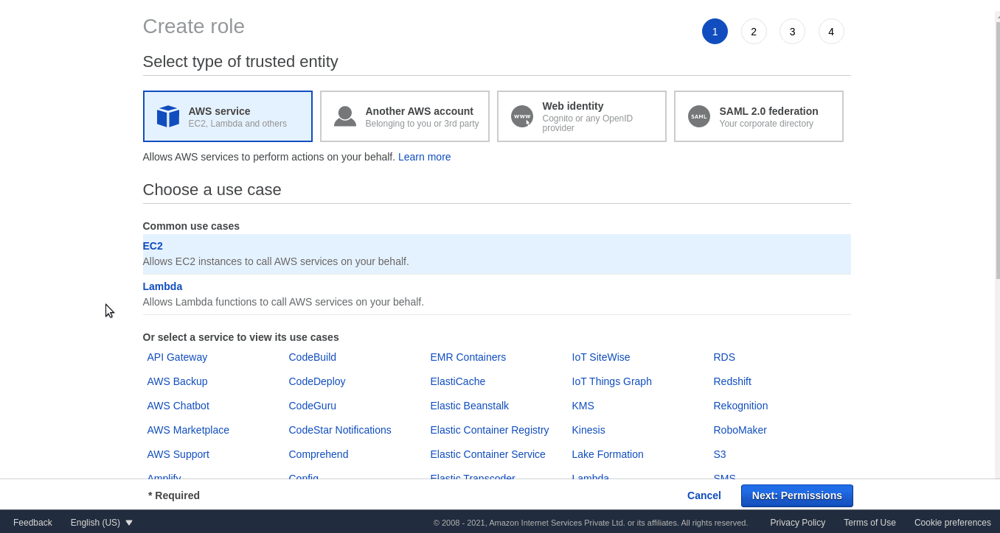 Create role
1 2 3 4
Select type of trusted entity
AWS service
EC2, Lambda and others
Another AWS account
Belonging to you or 3rd party
WWW
Web identity
Cognito or any OpenID
provider
SAML
SAML 2.0 federation
Your corporate directory
Allows AWS services to perform actions on your behalf. Learn more
Choose a use case
Common use cases
EC2
Allows EC2 instances to call AWS services on your behalf.
Lambda
Allows Lambda functions to call AWS services on your behalf.
Or select a service to view its use cases
API Gateway CodeBuild EMR Containers IoT SiteWise RDS
AWS Backup CodeDeploy ElastiCache IoT Things Graph Redshift
AWS Chatbot CodeGuru Elastic Beanstalk KMS Rekognition
AWS Marketplace CodeStar Notifications Elastic Container Registry Kinesis RoboMaker
AWS Support Comprehend Elastic Container Service Lake Formation S3
Amplify Config Elastic Transcoder Lambda SMS
* Required Cancel Next: Permissions
Feedback English (US) © 2008 - 2021, Amazon Internet Services Private Ltd. or its affiliates. All rights reserved. Privacy Policy Terms of Use Cookie preferences